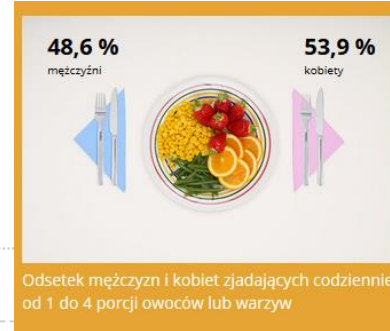 48,6 % 53,9 %
mężczyźni kobiety
Odsetek mężczyzn i kobiet zjadających codziennie
od 1 do 4 porcji owoców lub warzyw